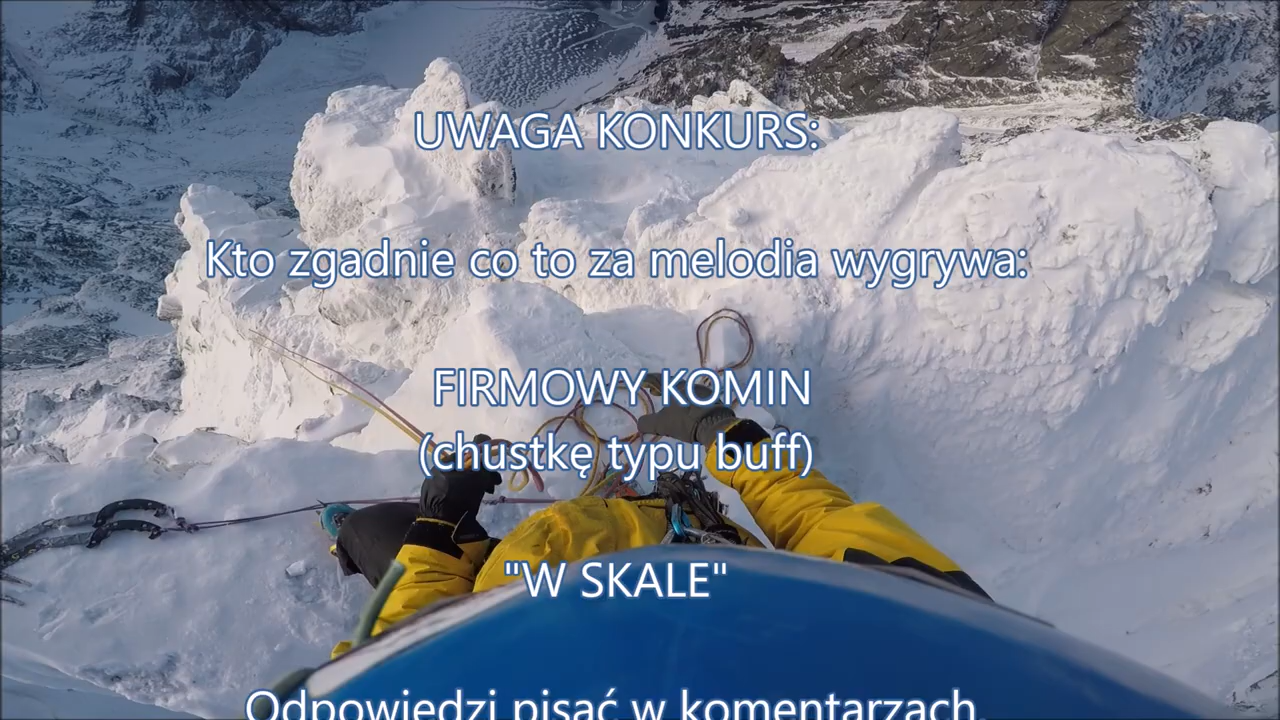 UWAGA KONKURS:
Kto zgadnie co to za melodia wygrywa:
FIRMOWY KOMIN
(chustkę typu buff)
"W SKALE"
Odpowiedzi pisać w komentarzach.